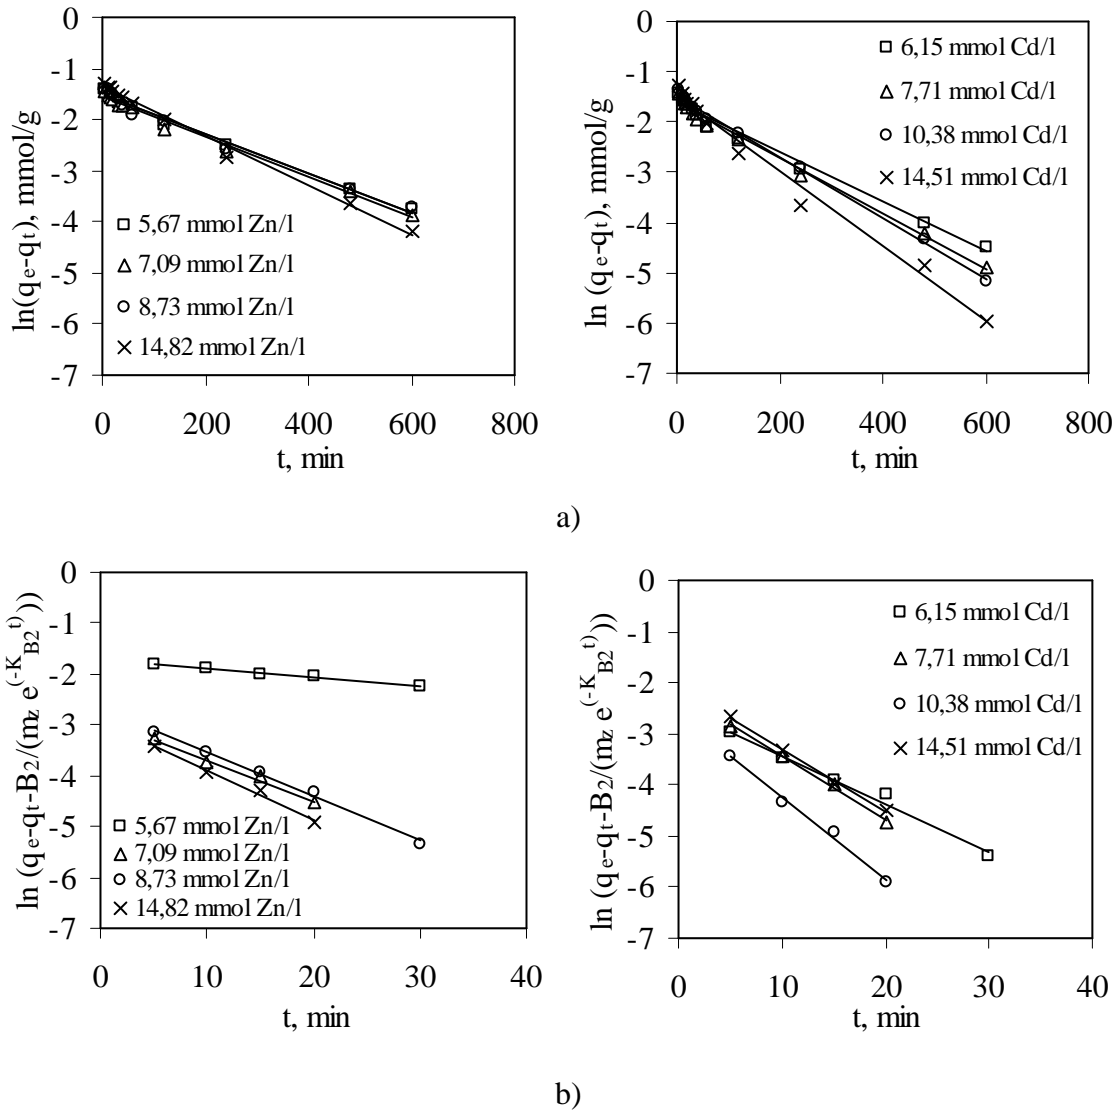 0
-1
-2
-3
-4
-5
-6
-7
ln(qe-qt), mmol/g
5,67 mmol Zn/l
7,09 mmol Zn/l
8,73 mmol Zn/l
14,82 mmol Zn/l
0 200 400 600 800
t, min
0
-1
-2
-3
-4
-5
-6
-7
ln (qe-qt), mmol/g
6,15 mmol Cd/l
7,71 mmol Cd/l
10,38 mmol Cd/l
14,51 mmol Cd/l
0 200 400 600 800
t, min
a)
0
-1
-2
-3
-4
-5
-6
-7
ln (qe-qt-B2/(mz e(-KB2t)))
5,67 mmol Zn/l
7,09 mmol Zn/l
8,73 mmol Zn/l
14,82 mmol Zn/l
0 10 20 30 40
t, min
0
-1
-2
-3
-4
-5
-6
-7
ln (qe-qt-B2/(mz e(-KB2t)))
6,15 mmol Cd/l
7,71 mmol Cd/l
10,38 mmol Cd/l
14,51 mmol Cd/l
0 10 20 30 40
t, min
b)